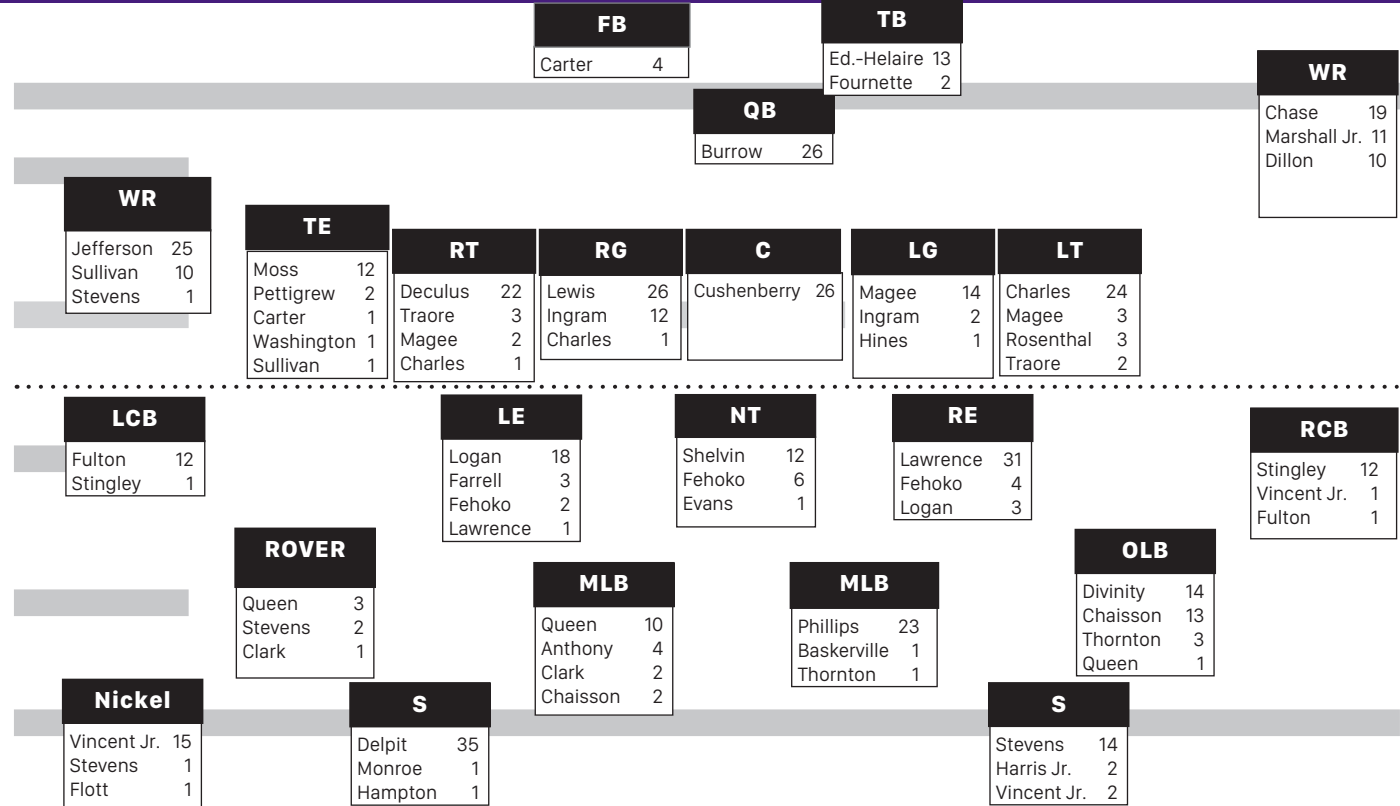 FB
Carter 4
TB
Ed.-Helaire 13
Fournette 2
WR
Chase 19
Marshall Jr. 11
Dillon 10
QB
Burrow 26
WR
Jefferson 25
Sullivan 10
Stevens 1
TE
Moss 12
Pettigrew 2
Carter 1
Washington 1
Sullivan 1
RT
Deculus 22
Traore 3
Magee 2
Charles 1
RG
Lewis 26
Ingram 12
Charles 1
C
Cushenberry 26
LG
Magee 14
Ingram 2
Hines 1
LT
Charles 24
Magee 3
Rosenthal 3
Traore 2
LCB
Fulton 12
Stingley 1
LE
Logan 18
Farrell 3
Fehoko 2
Lawrence 1
NT
Shelvin 12
Fehoko 6
Evans 1
RE
Lawrence 31
Fehoko 4
Logan 3
RCB
Stingley 12
Vincent Jr. 1
Fulton 1
ROVER
Queen 3
Stevens 2
Clark 1
MLB
Queen 10
Anthony 4
Clark 2
Chaisson 2
MLB
Phillips 23
Baskerville 1
Thornton 1
OLB
Divinity 14
Chaisson 13
Thornton 3
Queen 1
Nickel
Vincent Jr. 15
Stevens 1
Flott 1
S
Delpit 35
Monroe 1
Hampton 1
S
Stevens 14
Harris Jr. 2
Vincent Jr. 2